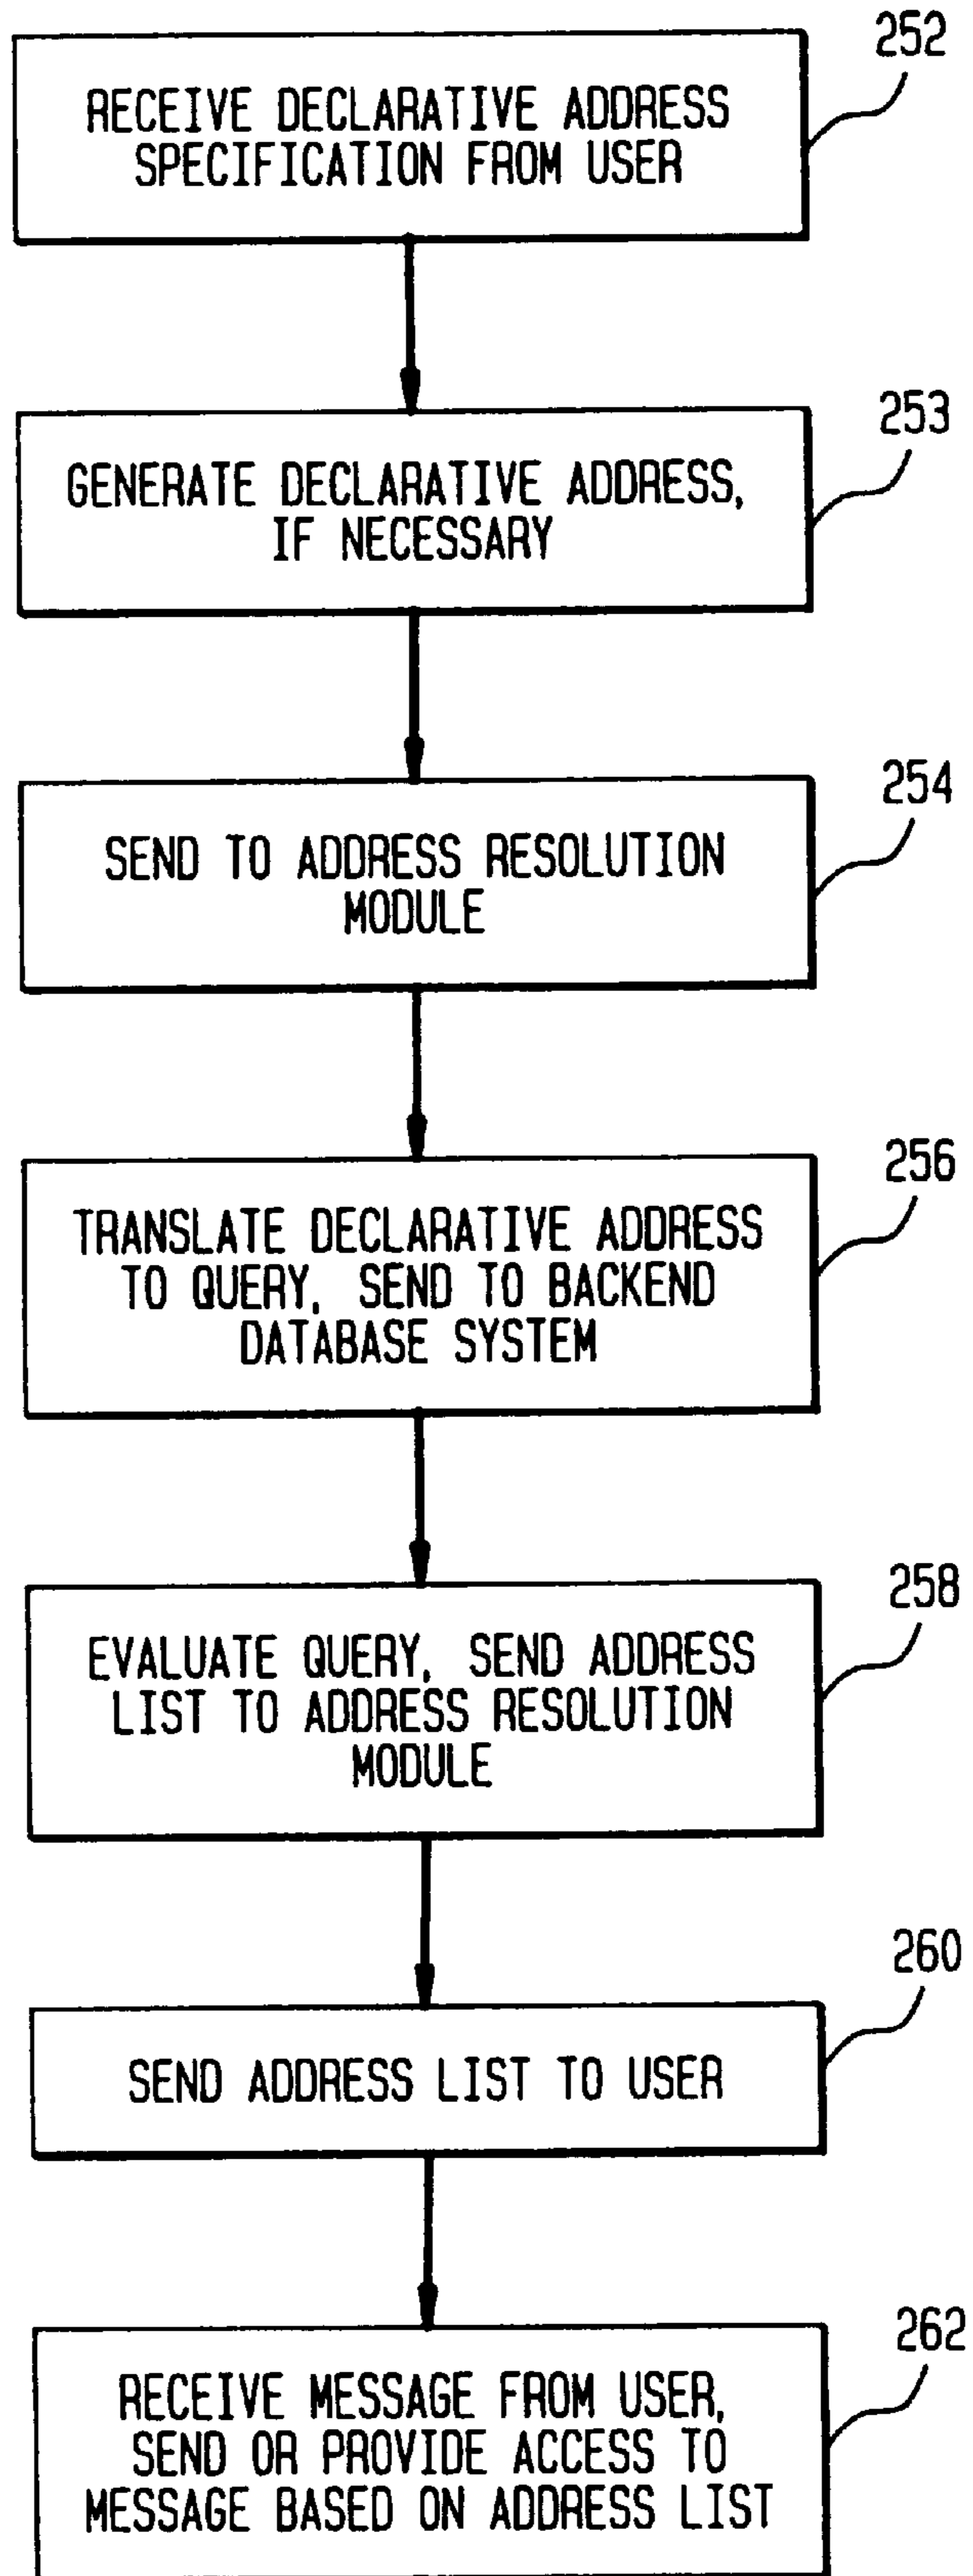 252
RECEIVE DECLARATIVE ADDRESS
SPECIFICATION FROM USER
253
GENERATE DECLARATIVE ADDRESS,
IF NECESSARY
254
SEND TO ADDRESS RESOLUTION
MODULE
256
TRANSLATE DECLARATIVE ADDRESS
TO QUERY, SEND TO BACKEND
DATABASE SYSTEM
258
EVALUATE QUERY, SEND ADDRESS
LIST TO ADDRESS RESOLUTION
MODULE
260
SEND ADDRESS LIST TO USER
262
RECEIVE MESSAGE FROM USER,
SEND OR PROVIDE ACCESS TO
MESSAGE BASED ON ADDRESS LIST